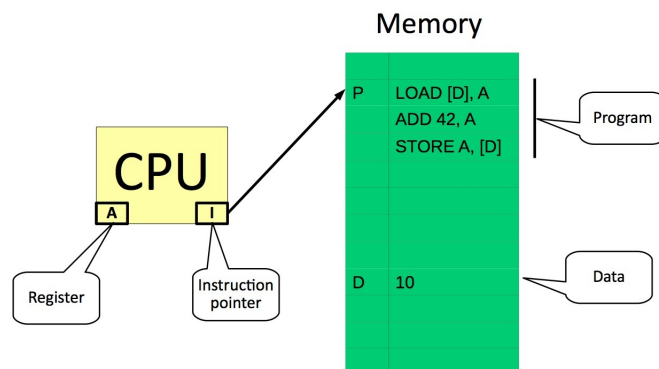 Memory
P LOAD [D], A
ADD 42, A
STORE A, [D]
Program
CPU
A I
Register
Instruction
pointer
D 10
Data